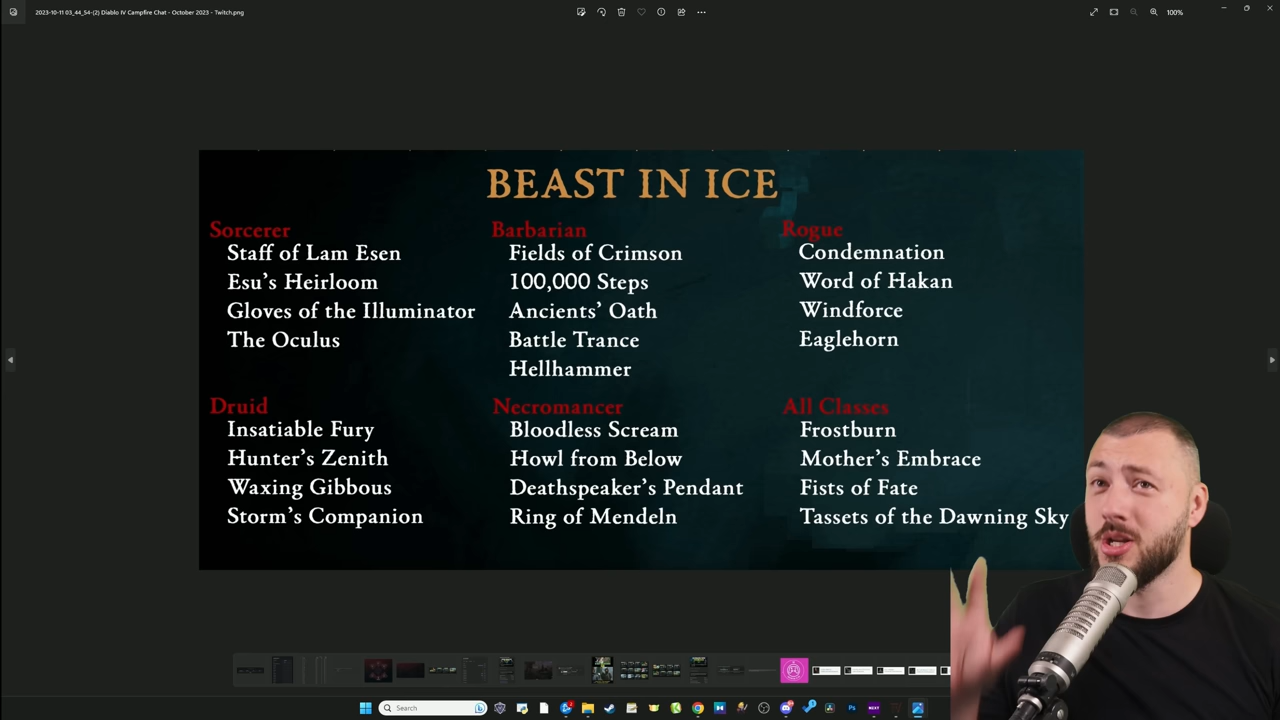 2023-10-11 03_44_54-(2) Diablo IV Campfire Chat - October 2023 - Twitch.png
100%
BEAST IN ICE
Sorcerer
Staff of Lam Esen
Esu's Heirloom
Gloves of the Illuminator
The Oculus
Barbarian
Fields of Crimson
100,000 Steps
Ancients' Oath
Battle Trance
Hellhammer
Rogue
Condemnation
Word of Hakan
Windforce
Eaglehorn
Druid
Insatiable Fury
Hunter's Zenith
Waxing Gibbous
Storm's Companion
Necromancer
Bloodless Scream
Howl from Below
Deathspeaker's Pendant
Ring of Mendeln
All Classes
Frostburn
Mother's Embrace
Fists of Fate
Tassets of the Dawning Sky
Search